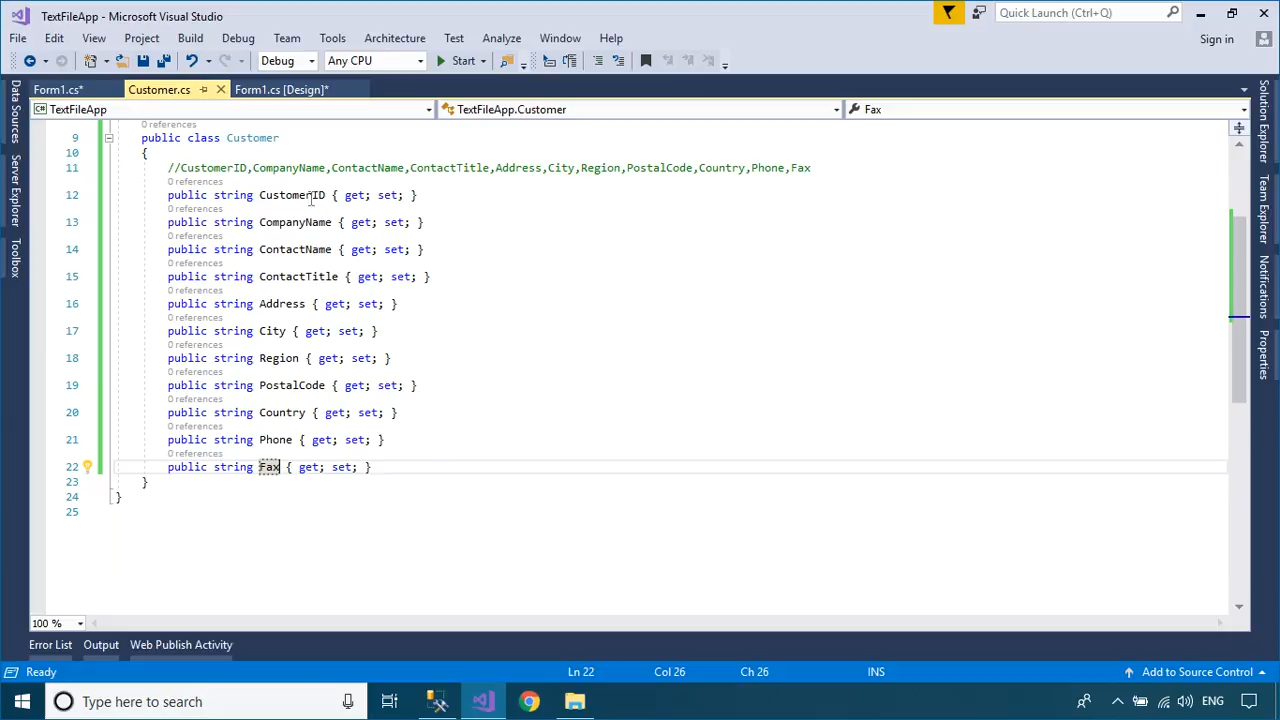 TextFileApp - Microsoft Visual Studio
Quick Launch (Ctrl+Q)
File Edit View Project Build Debug Team Tools Architecture Test Analyze Window Help
Sign in
Debug Any CPU Start
Form1.cs* Customer.cs Form1.cs [Design]*
TextFileApp TextFileApp.Customer Fax
Data Sources
Server Explorer
Toolbox
0 references
9 public class Customer
10 {
11 //CustomerID,CompanyName,ContactName,ContactTitle,Address,City,Region,PostalCode,Country,Phone,Fax
0 references
12 public string CustomerID { get; set; }
0 references
13 public string CompanyName { get; set; }
0 references
14 public string ContactName { get; set; }
0 references
15 public string ContactTitle { get; set; }
0 references
16 public string Address { get; set; }
0 references
17 public string City { get; set; }
0 references
18 public string Region { get; set; }
0 references
19 public string PostalCode { get; set; }
0 references
20 public string Country { get; set; }
0 references
21 public string Phone { get; set; }
0 references
22 public string Fax { get; set; }
23 }
24 }
25
Solution Explorer
Team Explorer
Notifications
Properties
100 %
Error List Output Web Publish Activity
Ready Ln 22 Col 26 Ch 26 INS Add to Source Control
Type here to search
ENG